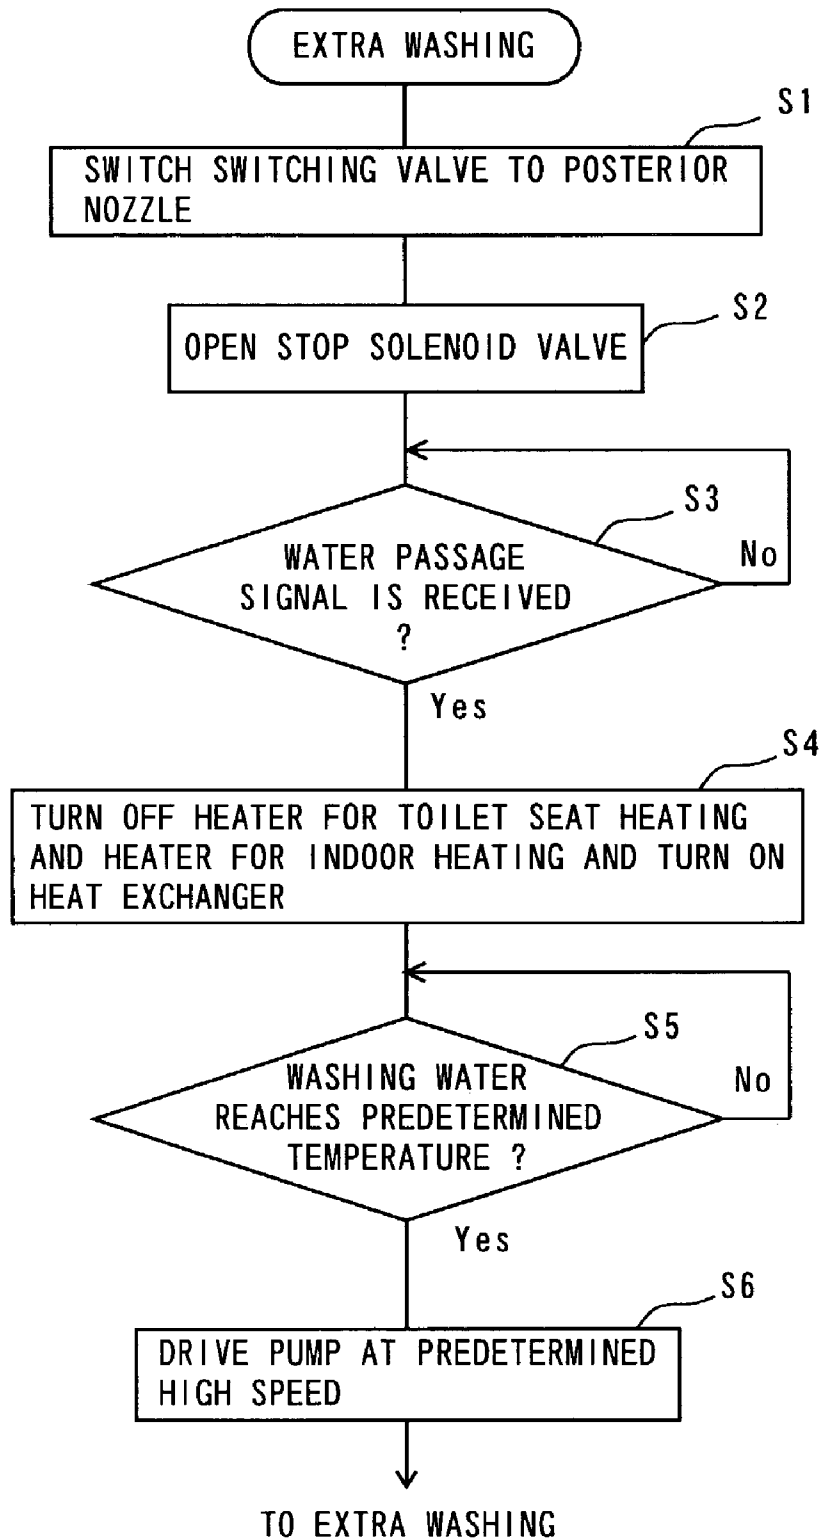 EXTRA WASHING
S1
SWITCH SWITCHING VALVE TO POSTERIOR
NOZZLE
S2
OPEN STOP SOLENOID VALVE
S3
WATER PASSAGE
SIGNAL IS RECEIVED
?
No
Yes
S4
TURN OFF HEATER FOR TOILET SEAT HEATING
AND HEATER FOR INDOOR HEATING AND TURN ON
HEAT EXCHANGER
S5
WASHING WATER
REACHES PREDETERMINED
TEMPERATURE ?
No
Yes
S6
DRIVE PUMP AT PREDETERMINED
HIGH SPEED
TO EXTRA WASHING